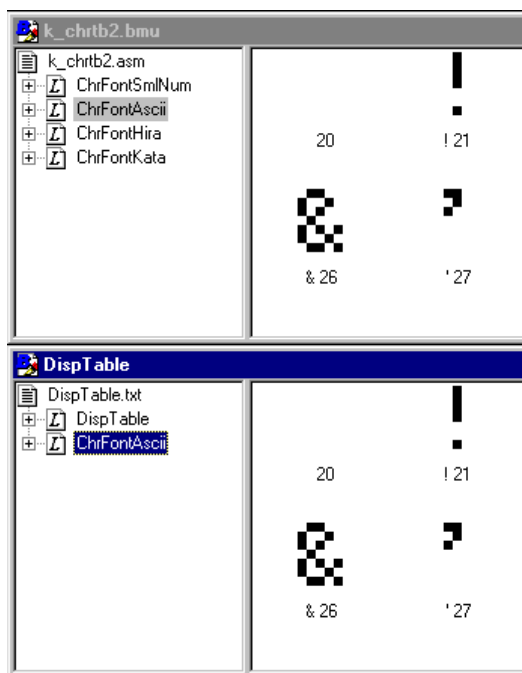 k_chrtb2.bmu
k_chrtb2.asm
ChrFontSmlNum
ChrFontAscii
ChrFontHira
ChrFontKata
!
20
! 21
&
'
& 26
' 27
DispTable
DispTable.txt
DispTable
ChrFontAscii
!
20
! 21
&
'
& 26
' 27